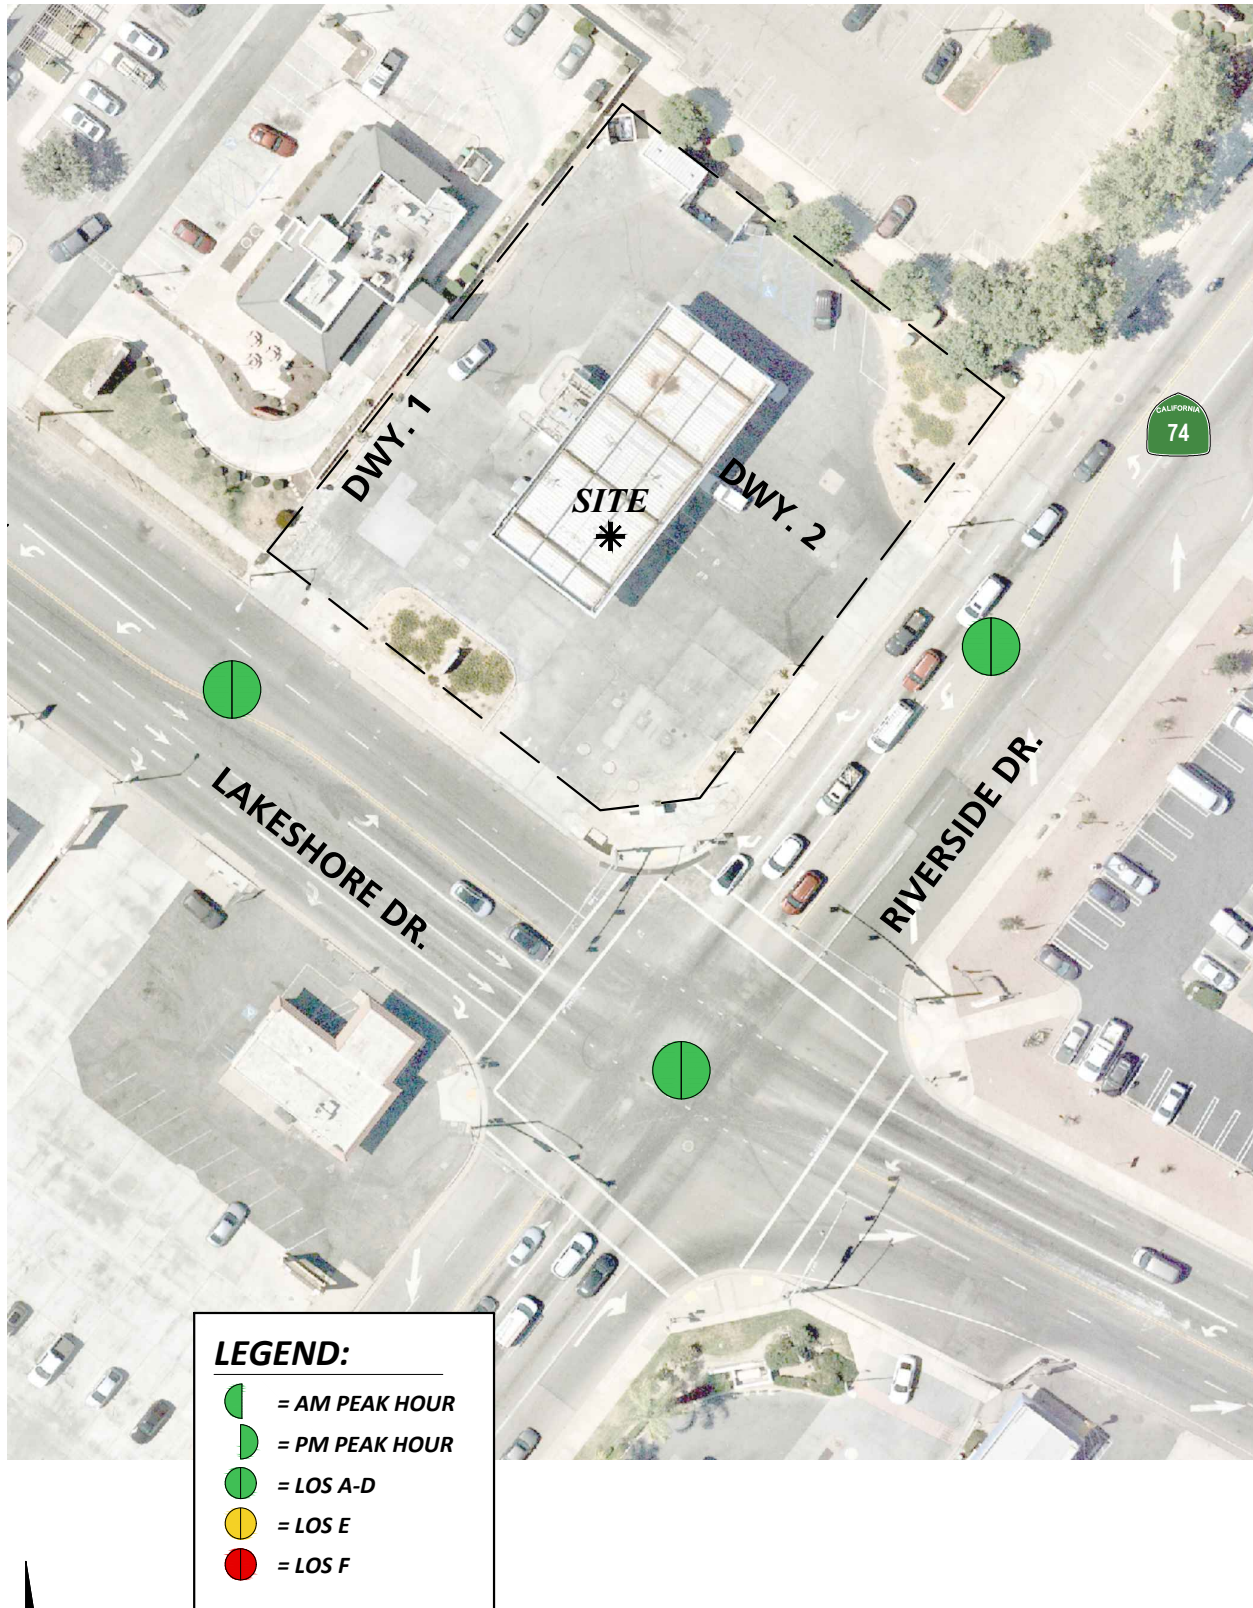 CALIFORNIA
74
DWY. 1
DWY. 2
SITE
LAKESHORE DR.
RIVERSIDE DR.
LEGEND:
= AM PEAK HOUR
= PM PEAK HOUR
= LOS A-D
= LOS E
= LOS F